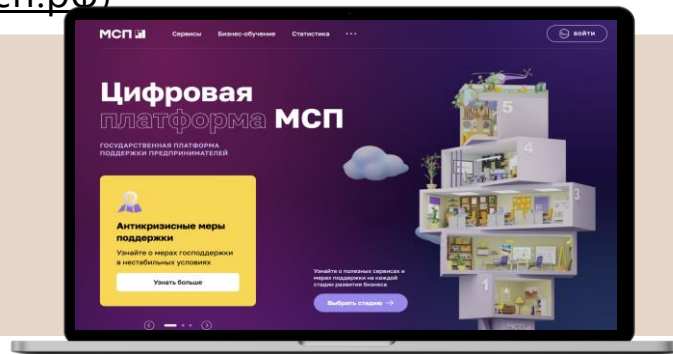 сп.рф)
МСП
Сервисы Бизнес-обучение Статистика ...
войти
Цифровая
платформа МСП
ГОСУДАРСТВЕННАЯ ПЛАТФОРМА
ПОДДЕРЖКИ ПРЕДПРИНИМАТЕЛЕЙ
Антикризисные меры
поддержки
Узнайте о мерах господдержки
в нестабильных условиях
Узнать больше
Узнайте о полезных сервисах и
мерах поддержки на каждой
стадии развития бизнеса
Выбрать стадию →
5
4
3
1
МСП